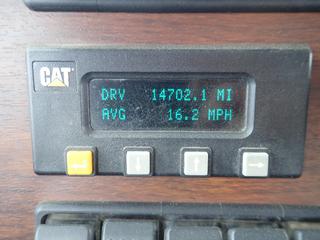 CAT
DRV 14702.1 MI
AVG 16.2 MPH